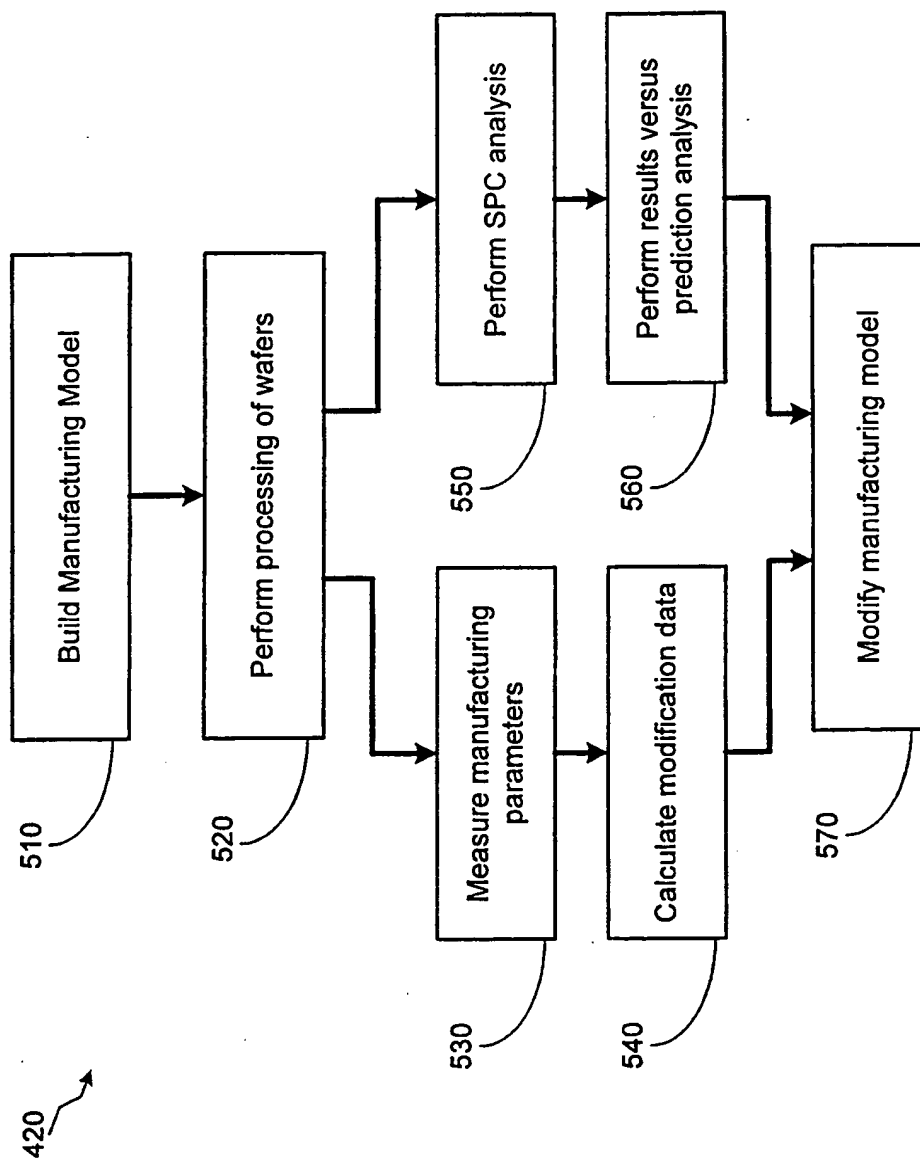 420
510
Build Manufacturing Model
520
Perform processing of wafers
530
Measure manufacturing
parameters
550
Perform SPC analysis
540
Calculate modification data
560
Perform results versus
prediction analysis
570
Modify manufacturing model